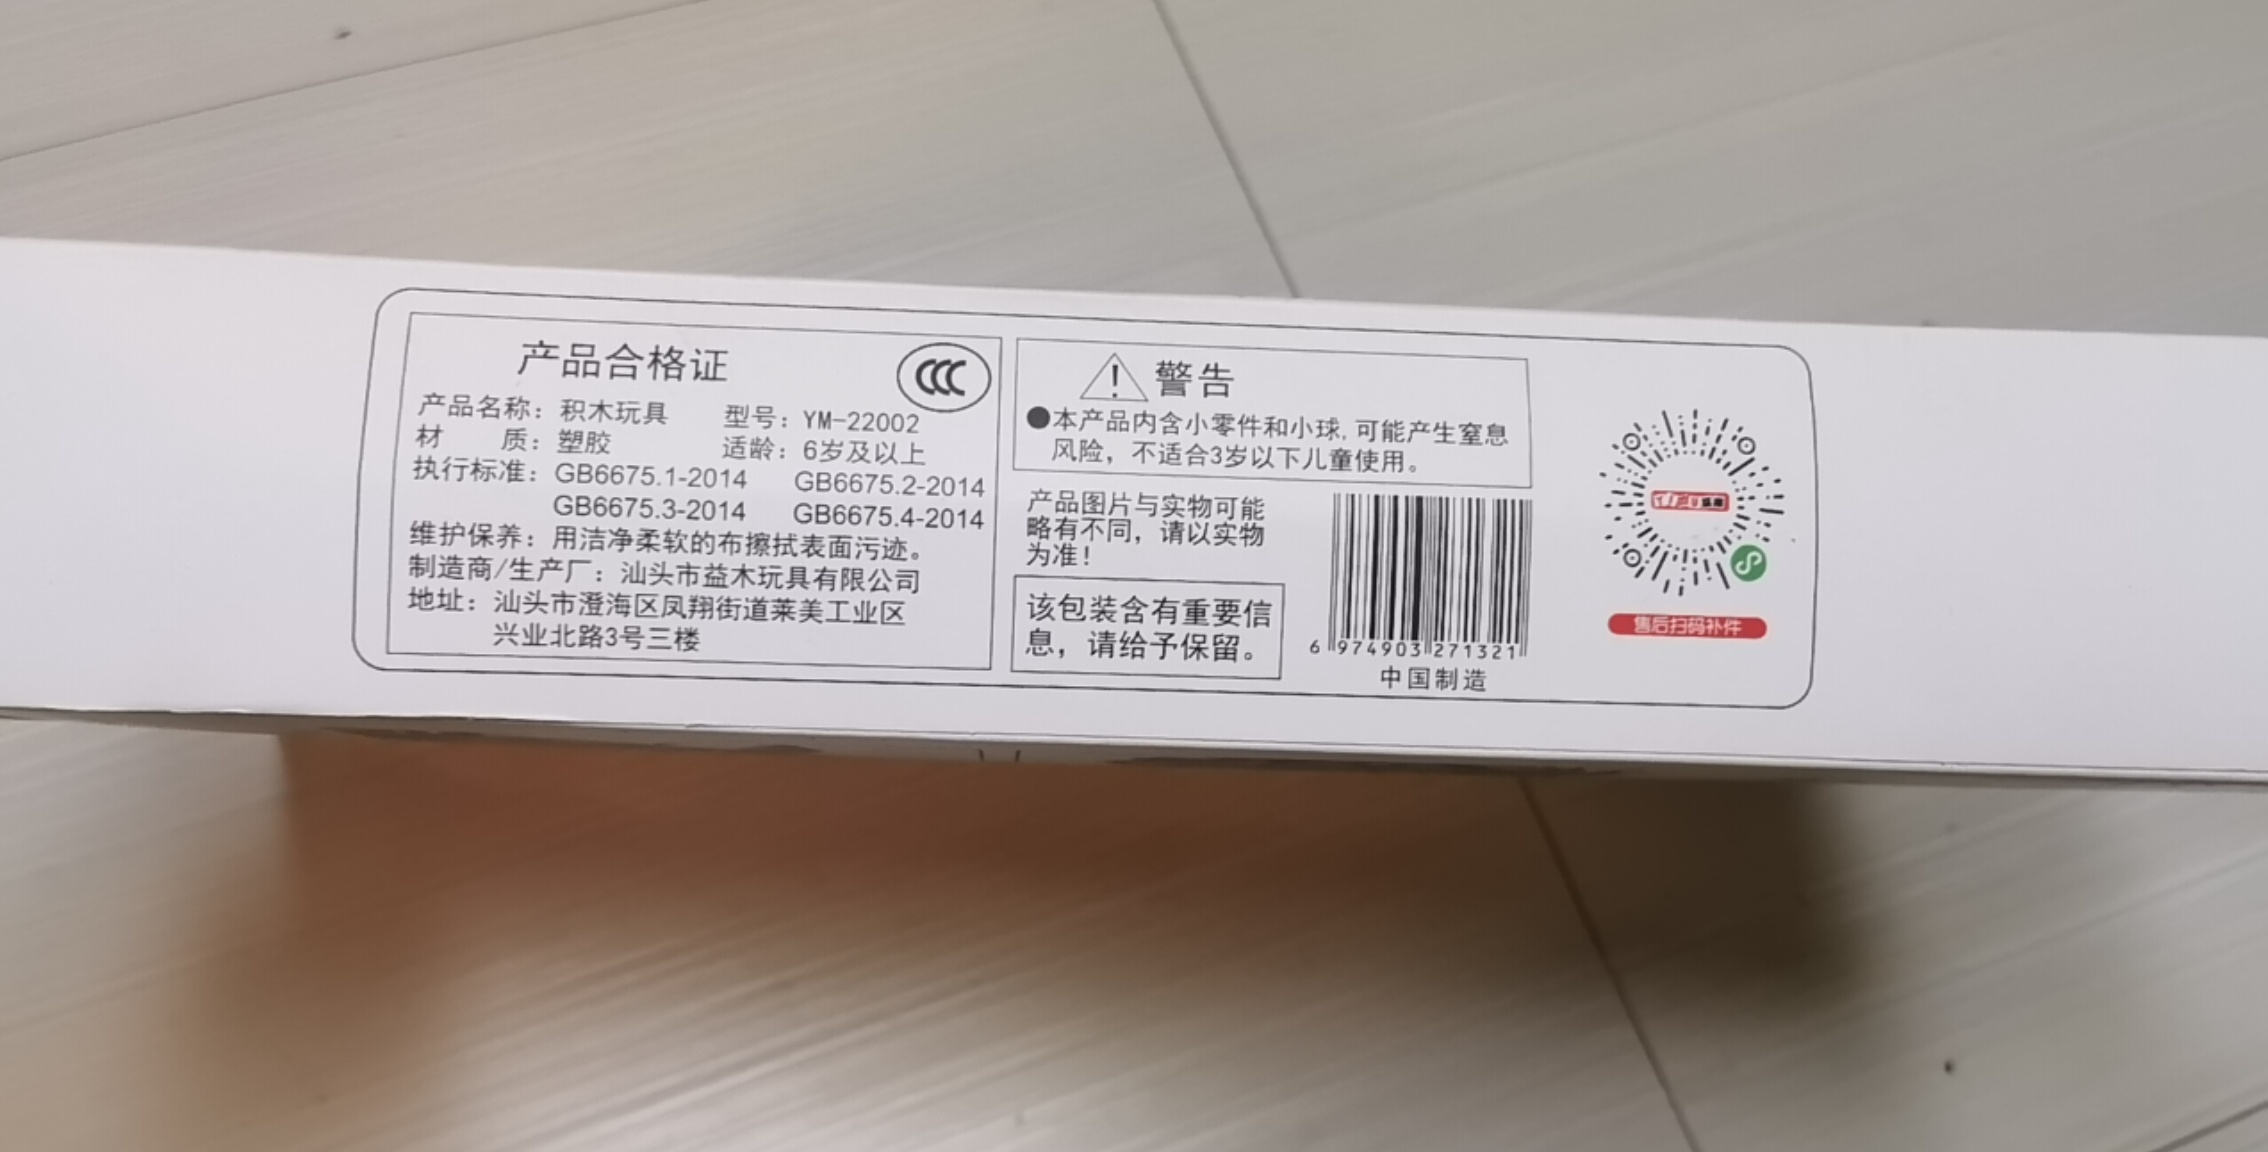 产品合格证
产品名称：积木玩具 型号：YM-22002
材 质：塑胶 适龄：6岁及以上
执行标准：GB6675.1-2014 GB6675.2-2014
GB6675.3-2014 GB6675.4-2014
维护保养：用洁净柔软的布擦拭表面污迹。
制造商/生产厂：汕头市益木玩具有限公司
地址：汕头市澄海区凤翔街道莱美工业区
兴业北路3号三楼
警告
●本产品内含小零件和小球,可能产生窒息
风险，不适合3岁以下儿童使用。
产品图片与实物可能
略有不同，请以实物
为准！
该包装含有重要信
息，请给予保留。
6 974903 271321
中国制造
售后扫码补件